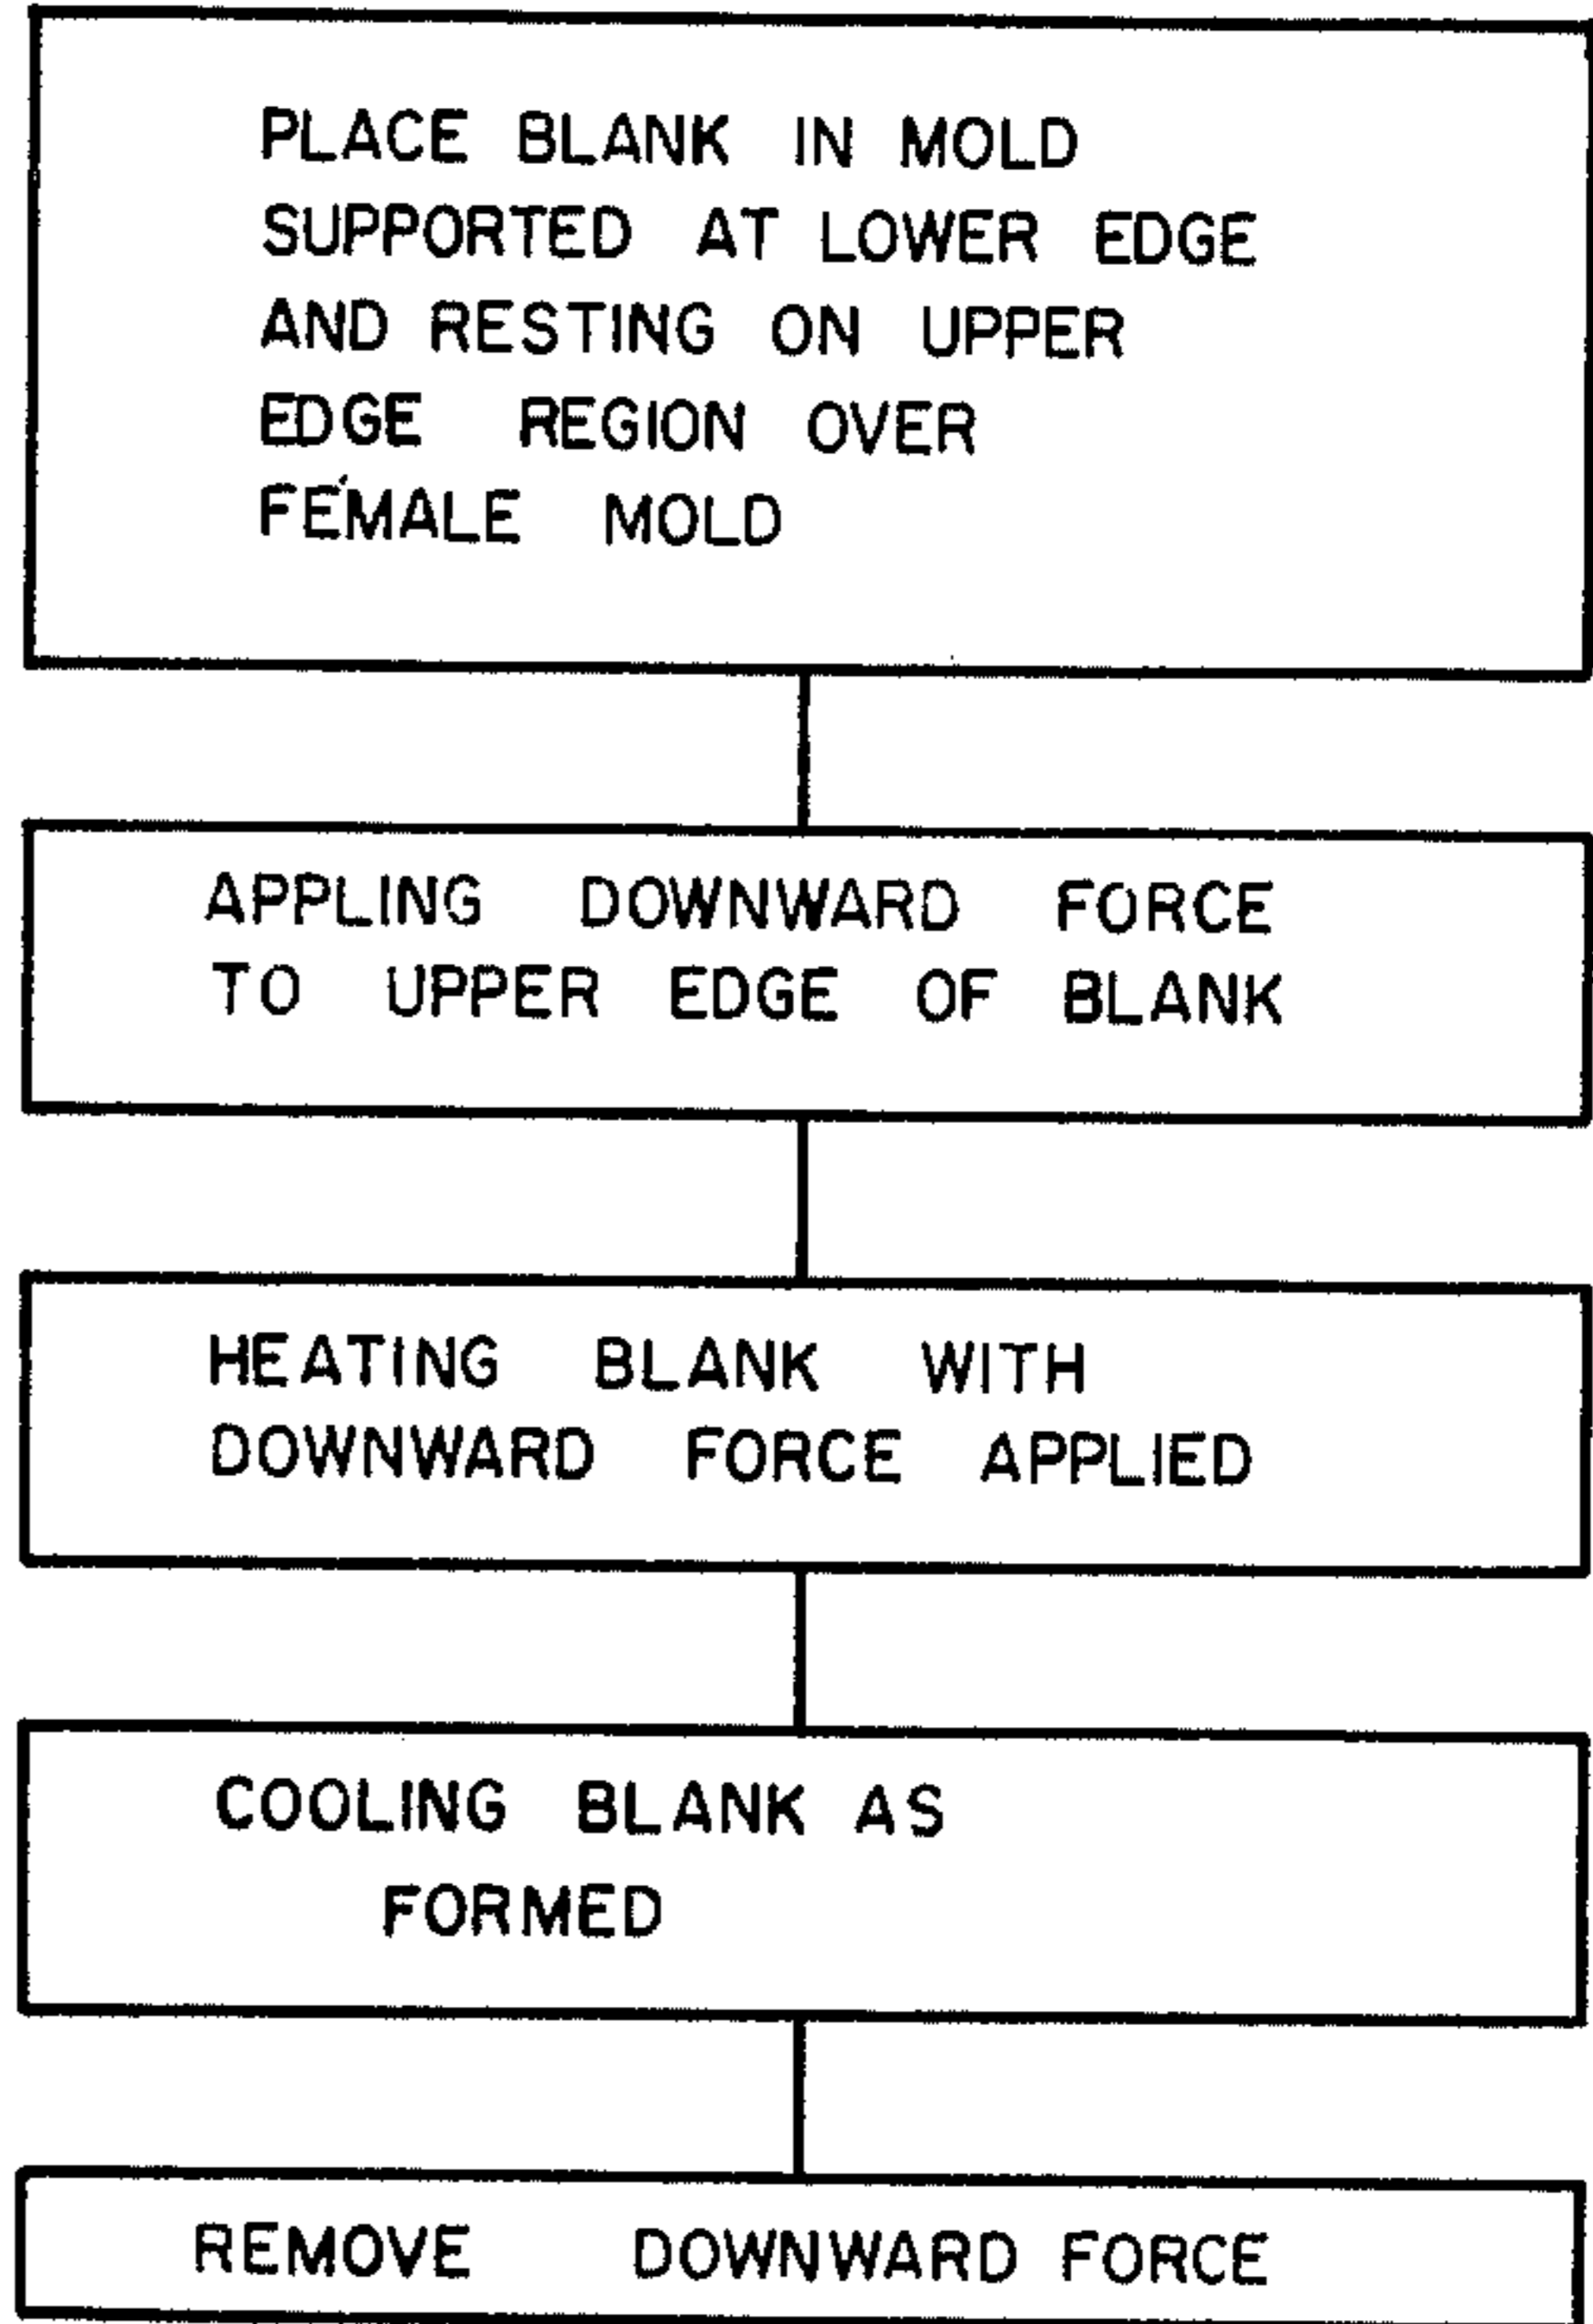 PLACE BLANK IN MOLD
SUPPORTED AT LOWER EDGE
AND RESTING ON UPPER
EDGE REGION OVER
FEMALE MOLD
APPLING DOWNWARD FORCE
TO UPPER EDGE OF BLANK
HEATING BLANK WITH
DOWNWARD FORCE APPLIED
COOLING BLANK AS
FORMED
REMOVE DOWNWARD FORCE